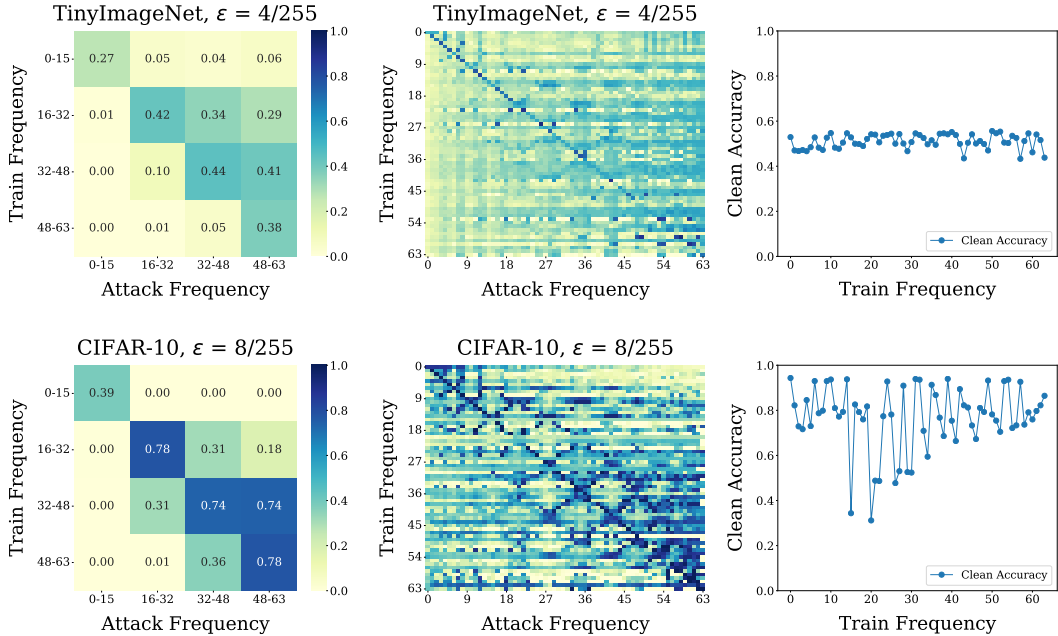 TinyImageNet, ε = 4/255
Train Frequency
0-15
16-32
32-48
48-63
0.27 0.05 0.04 0.06
0.01 0.42 0.34 0.29
0.00 0.10 0.44 0.41
0.00 0.01 0.05 0.38
0-15 16-32 32-48 48-63
Attack Frequency
1.0
0.8
0.6
0.4
0.2
0.0
TinyImageNet, ε = 4/255
Train Frequency
0
9
18
27
36
45
54
63
0 9 18 27 36 45 54 63
Attack Frequency
Clean Accuracy
1.0
0.8
0.6
0.4
0.2
0.0
Clean Accuracy
0 10 20 30 40 50 60
Train Frequency
CIFAR-10, ε = 8/255
Train Frequency
0-15
16-32
32-48
48-63
0.39 0.00 0.00 0.00
0.00 0.78 0.31 0.18
0.00 0.31 0.74 0.74
0.00 0.01 0.36 0.78
0-15 16-32 32-48 48-63
Attack Frequency
1.0
0.8
0.6
0.4
0.2
0.0
CIFAR-10, ε = 8/255
Train Frequency
0
9
18
27
36
45
54
63
0 9 18 27 36 45 54 63
Attack Frequency
Clean Accuracy
1.0
0.8
0.6
0.4
0.2
0.0
Clean Accuracy
0 10 20 30 40 50 60
Train Frequency